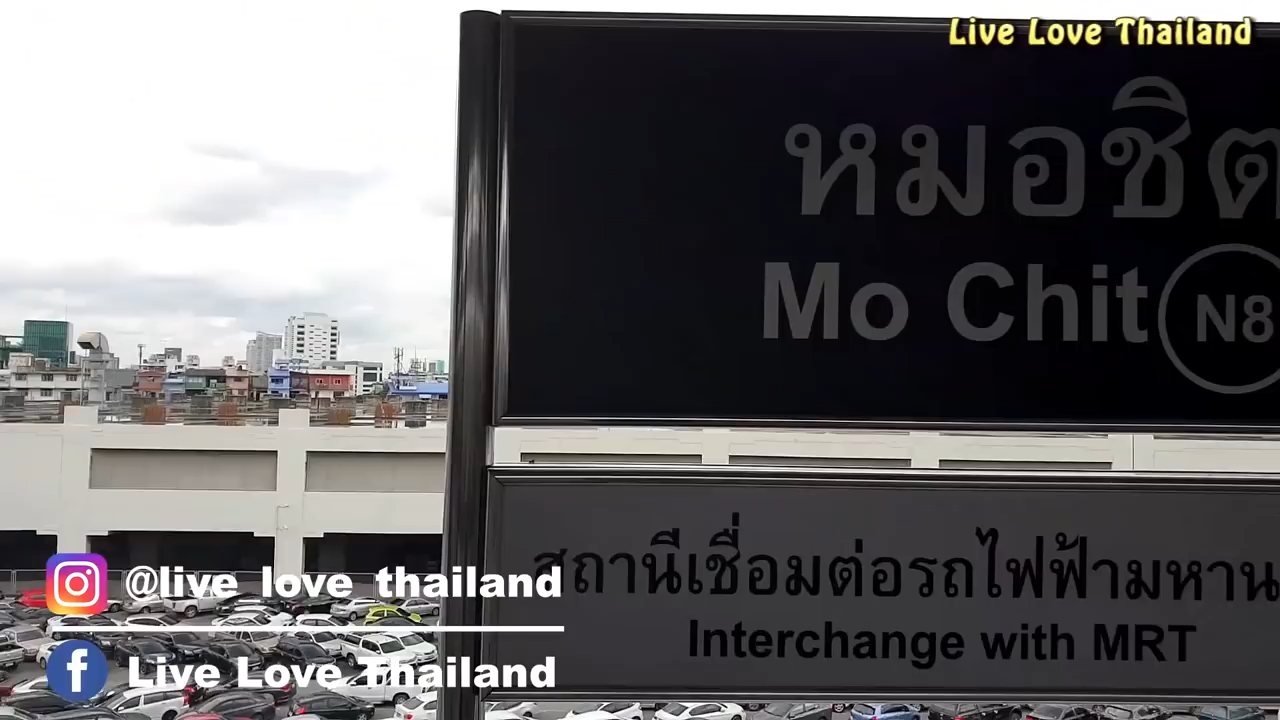 Live Love Thailand
หมอชิต
Mo Chit N8
สถานีเชื่อมต่อรถไฟฟ้ามหาน
Interchange with MRT
@live love thailand
Live Love Thailand